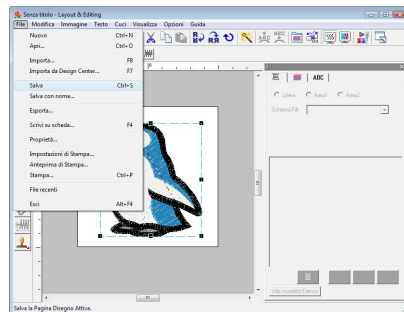 Senza titolo - Layout & Editing
File Modifica Immagine Testo Cuci Visualizza Opzioni Guida
Nuovo Ctrl+N
Apri... Ctrl+O
Importa... F8
Importa da Design Center... F7
Salva Ctrl+S
Salva con nome...
Esporta...
Scrivi su scheda... F4
Proprietà...
Impostazioni di Stampa...
Anteprima di Stampa...
Stampa... Ctrl+P
File recenti
Esci Alt+F4
ABC
Linea Area1 Area2
Schema Fili
Alla modalità Elenco
Salva la Pagina Disegno Attiva.